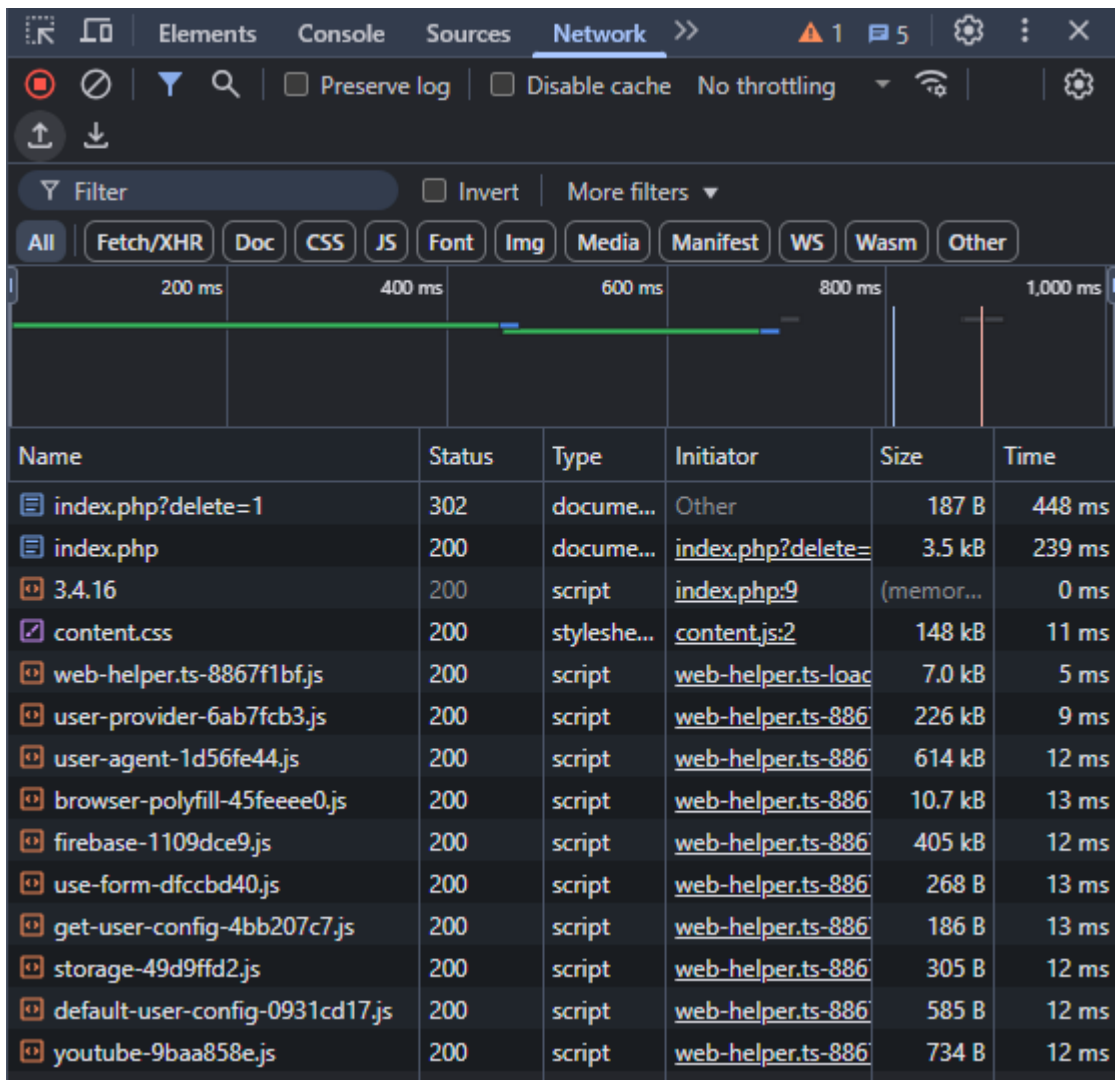 Elements Console Sources Network 1 5
Preserve log Disable cache No throttling
Filter Invert More filters
All Fetch/XHR Doc CSS JS Font Img Media Manifest WS Wasm Other
200 ms 400 ms 600 ms 800 ms 1,000 ms
Name Status Type Initiator Size Time
index.php?delete=1 302 docume... Other 187 B 448 ms
index.php 200 docume... index.php?delete= 3.5 kB 239 ms
3.4.16 200 script index.php:9 (memor... 0 ms
content.css 200 styleshe... content.js:2 148 kB 11 ms
web-helper.ts-8867f1bf.js 200 script web-helper.ts-loac 7.0 kB 5 ms
user-provider-6ab7fcb3.js 200 script web-helper.ts-886 226 kB 9 ms
user-agent-1d56fe44.js 200 script web-helper.ts-886 614 kB 12 ms
browser-polyfill-45feeee0.js 200 script web-helper.ts-886 10.7 kB 13 ms
firebase-1109dce9.js 200 script web-helper.ts-886 405 kB 12 ms
use-form-dfccbd40.js 200 script web-helper.ts-886 268 B 13 ms
get-user-config-4bb207c7.js 200 script web-helper.ts-886 186 B 13 ms
storage-49d9ffd2.js 200 script web-helper.ts-886 305 B 12 ms
default-user-config-0931cd17.js 200 script web-helper.ts-886 585 B 12 ms
youtube-9baa858e.js 200 script web-helper.ts-886 734 B 12 ms